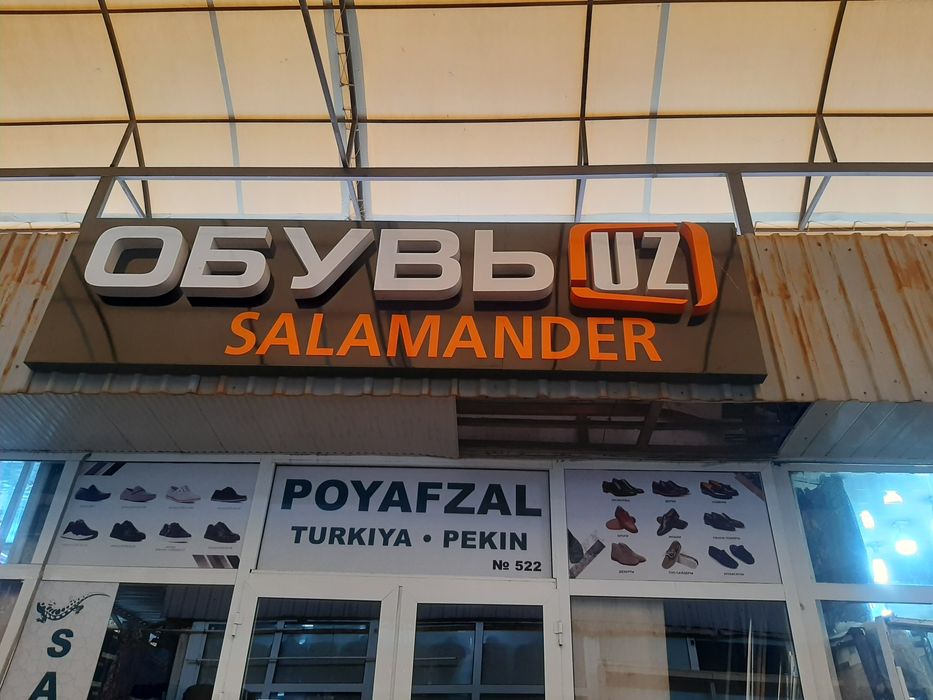 ОБУВЬ UZ
SALAMANDER
POYAFZAL
TURKIYA • PEKIN
№ 522
S
A